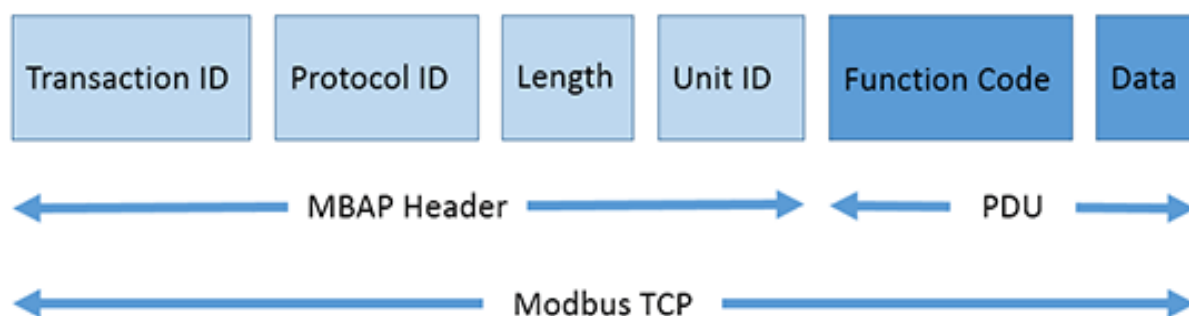 Transaction ID Protocol ID Length Unit ID Function Code Data
MBAP Header PDU
Modbus TCP